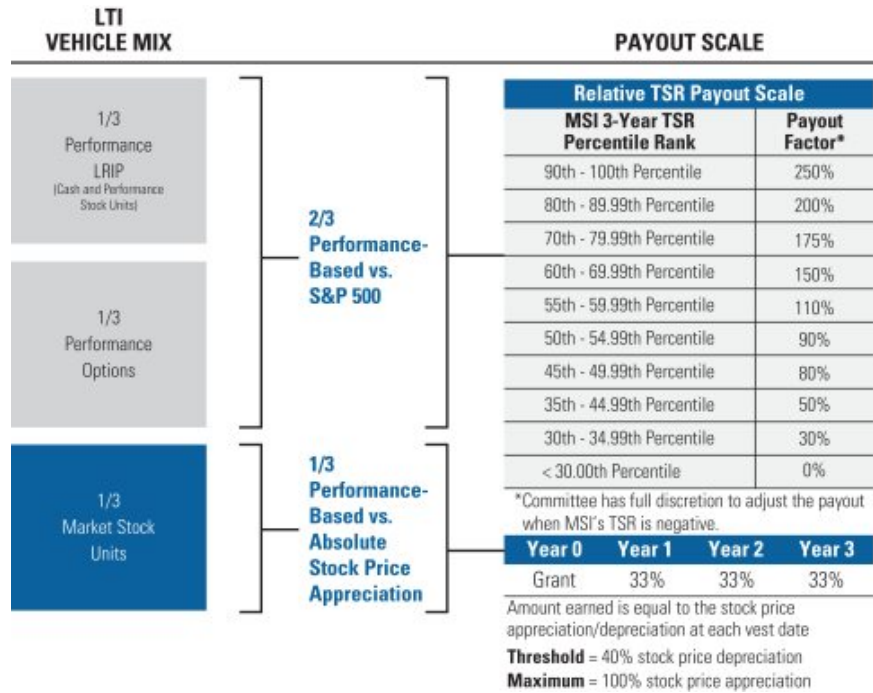 LTI
VEHICLE MIX
PAYOUT SCALE
1/3
Performance
LRIP
(Cash and Performance
Stock Units)
1/3
Performance
Options
1/3
Market Stock
Units
2/3
Performance-
Based vs.
S&P 500
1/3
Performance-
Based vs.
Absolute
Stock Price
Appreciation
Relative TSR Payout Scale
MSI 3-Year TSR
Percentile Rank
Payout
Factor*
90th - 100th Percentile 250%
80th - 89.99th Percentile 200%
70th - 79.99th Percentile 175%
60th - 69.99th Percentile 150%
55th - 59.99th Percentile 110%
50th - 54.99th Percentile 90%
45th - 49.99th Percentile 80%
35th - 44.99th Percentile 50%
30th - 34.99th Percentile 30%
< 30.00th Percentile 0%
*Committee has full discretion to adjust the payout
when MSI's TSR is negative.
Year 0 Year 1 Year 2 Year 3
Grant 33% 33% 33%
Amount earned is equal to the stock price
appreciation/depreciation at each vest date
Threshold = 40% stock price depreciation
Maximum = 100% stock price appreciation